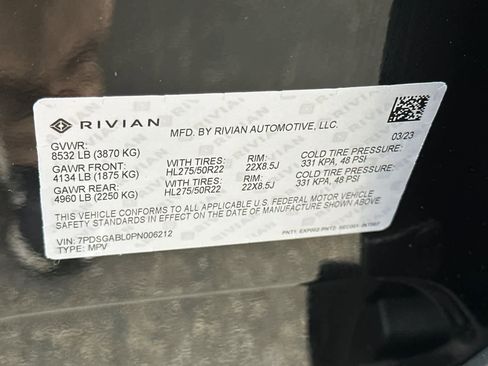 RIVIAN
MFD. BY RIVIAN AUTOMOTIVE, LLC.
03/23
GVWR:
8532 LB (3870 KG)
GAWR FRONT: WITH TIRES: RIM: COLD TIRE PRESSURE:
4134 LB (1875 KG) HL275/50R22 22X8.5J 331 KPA, 48 PSI
GAWR REAR: WITH TIRES: RIM: COLD TIRE PRESSURE:
4960 LB (2250 KG) HL275/50R22 22X8.5J 331 KPA, 48 PSI
THIS VEHICLE CONFORMS TO ALL APPLICABLE U.S. FEDERAL MOTOR VEHICLE
SAFETY STANDARDS IN EFFECT ON THE DATE OF MANUFACTURE SHOWN ABOVE.
VIN: 7PDSGABL0PN006212
TYPE: MPV
PNT1: EXP002 PNT2: SEC001